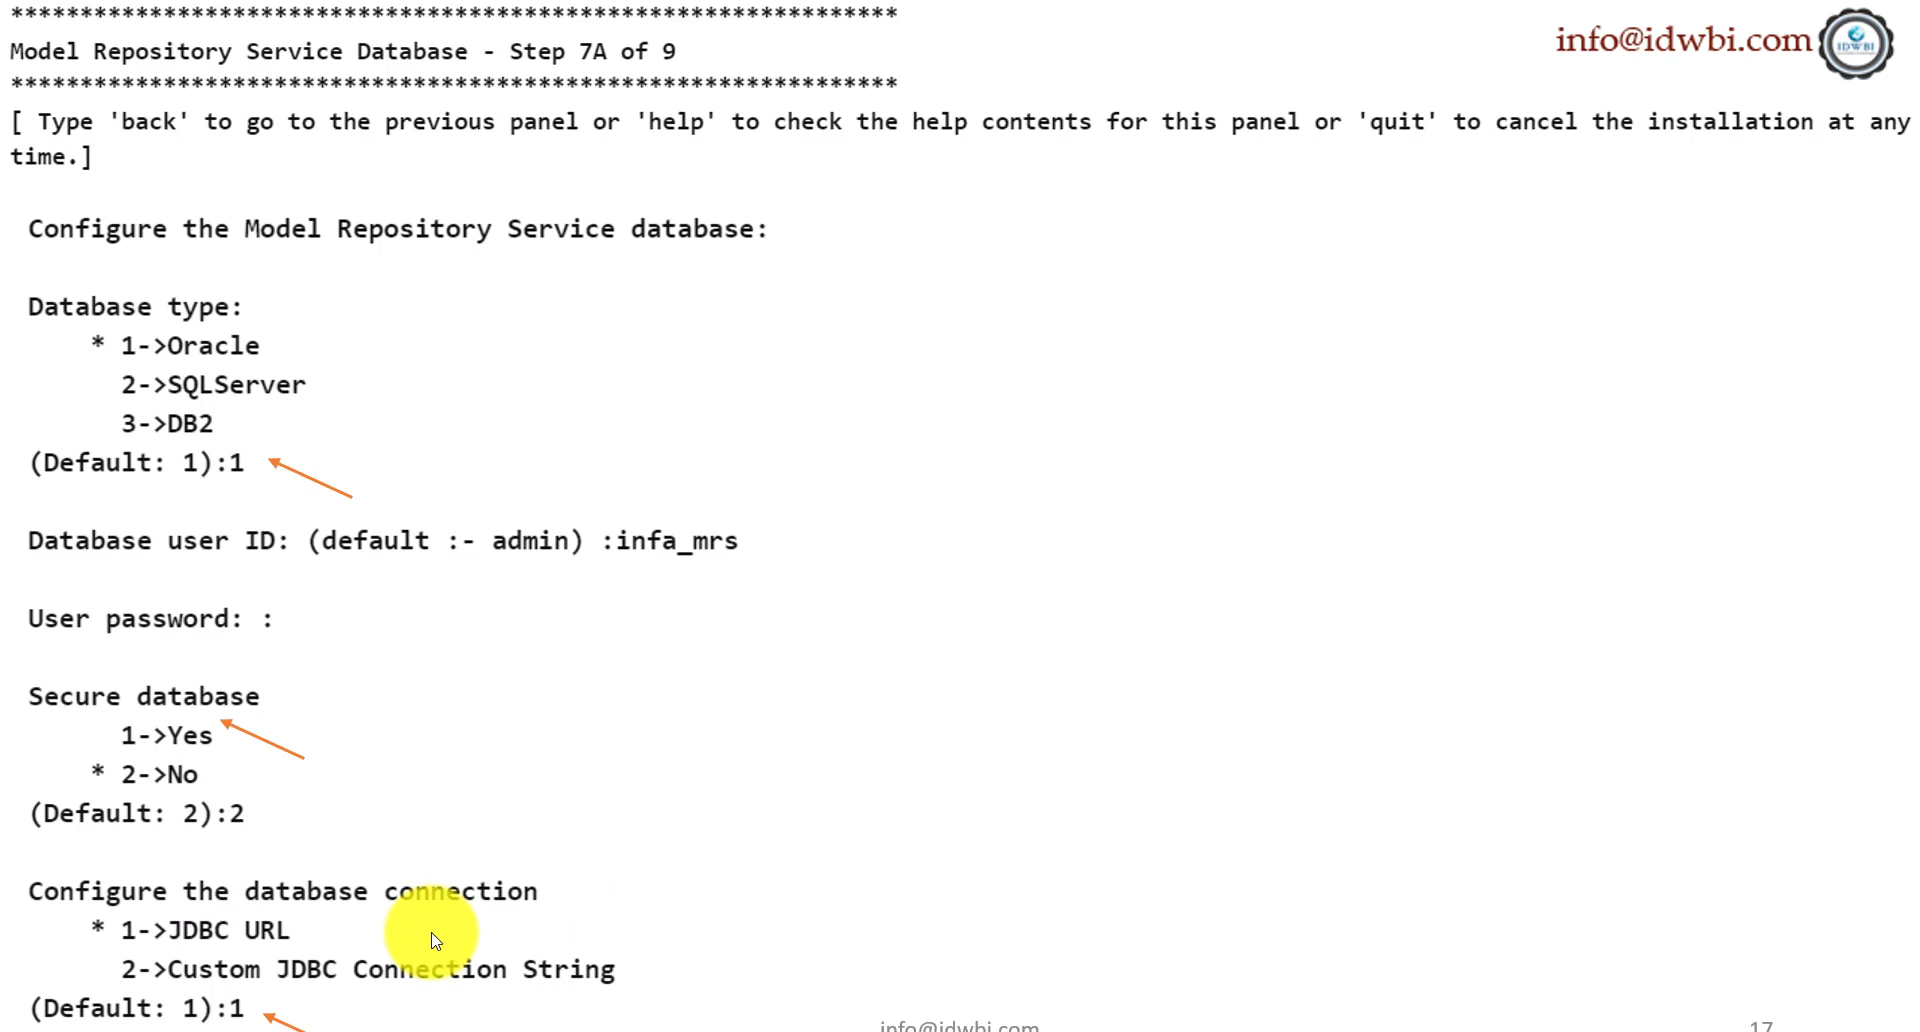 *****************************************************************
info@idwbi.com
IDWBI
Model Repository Service Database - Step 7A of 9
*****************************************************************
[ Type 'back' to go to the previous panel or 'help' to check the help contents for this panel or 'quit' to cancel the installation at any
time.]
Configure the Model Repository Service database:
Database type:
* 1->Oracle
2->SQLServer
3->DB2
(Default: 1):1
Database user ID: (default :- admin) :infa_mrs
User password: :
Secure database
1->Yes
* 2->No
(Default: 2):2
Configure the database connection
* 1->JDBC URL
2->Custom JDBC Connection String
(Default: 1):1
info@idwbi.com
17